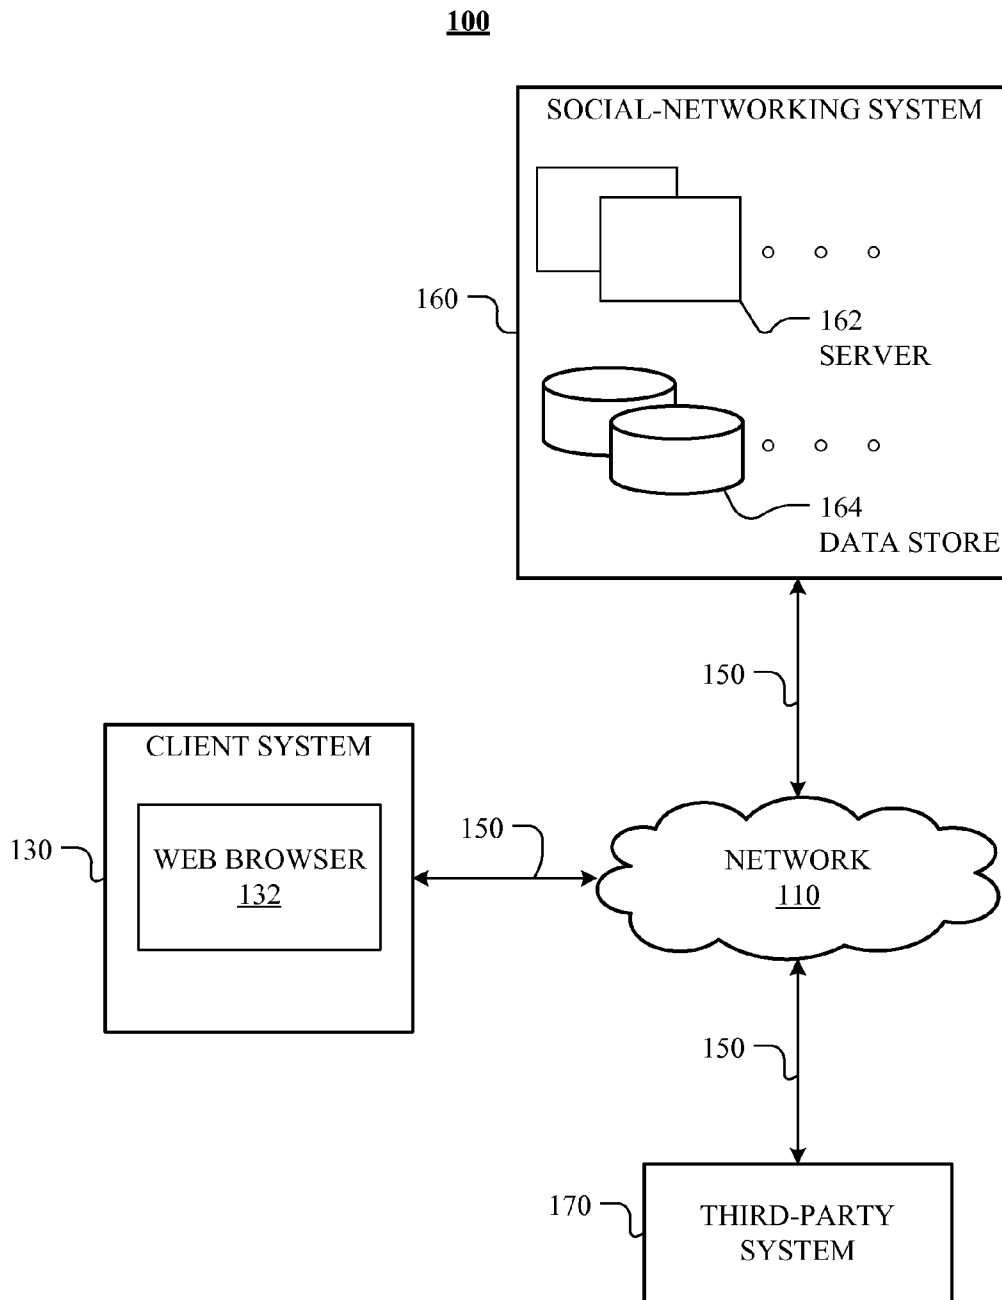 100
SOCIAL-NETWORKING SYSTEM
160
162
SERVER
164
DATA STORE
150
CLIENT SYSTEM
130
WEB BROWSER
132
150
NETWORK
110
150
170
THIRD-PARTY
SYSTEM